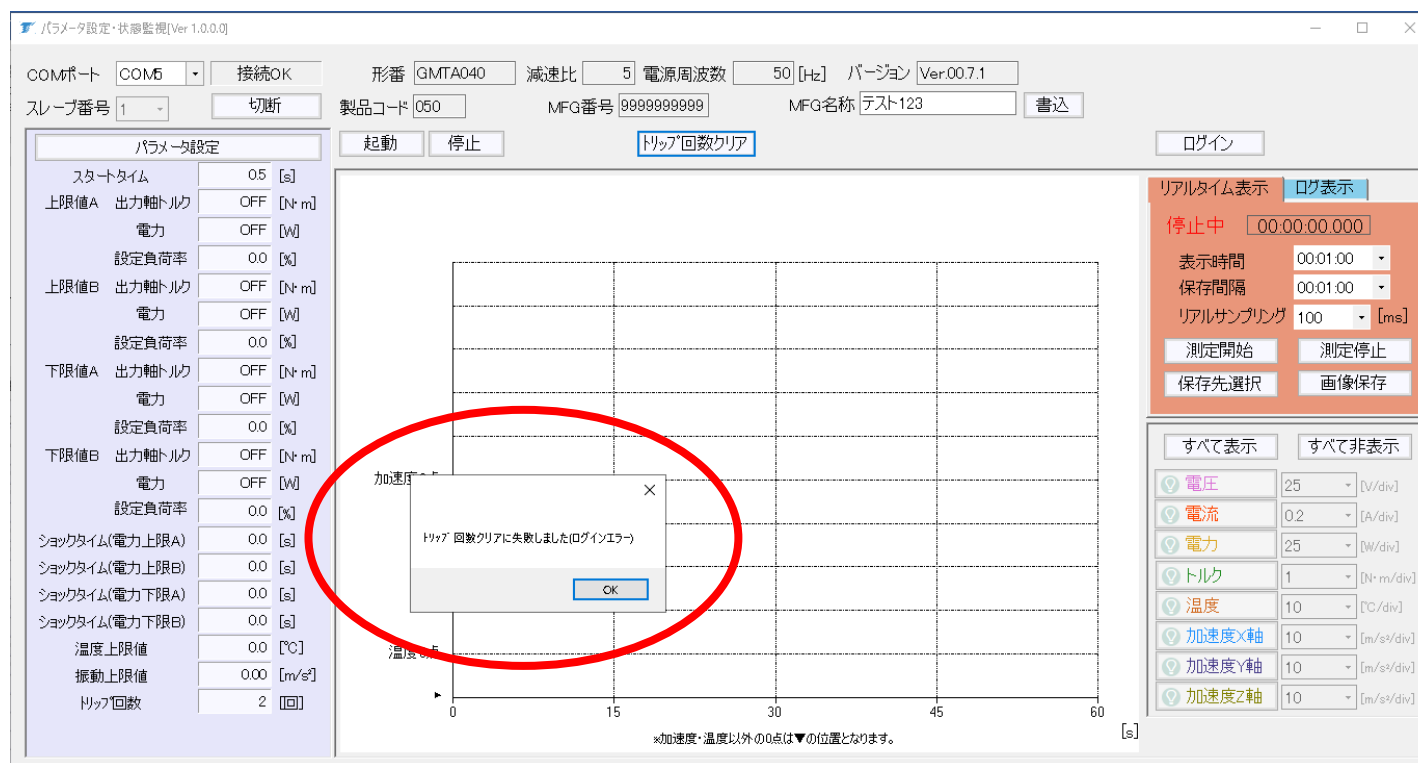 パラメータ設定・状態監視[Ver 1.0.0.0]
COMポート COM5 接続OK 形番 GMTA040 減速比 5 電源周波数 50 [Hz] バージョン Ver.00.7.1
スレーブ番号 1 切断 製品コード 050 MFG番号 9999999999 MFG名称 テスト123 書込
パラメータ設定 起動 停止 トリップ回数クリア ログイン
スタートタイム 0.5 [s]
上限値A 出力軸トルク OFF [N・m]
電力 OFF [W]
設定負荷率 0.0 [%]
上限値B 出力軸トルク OFF [N・m]
電力 OFF [W]
設定負荷率 0.0 [%]
下限値A 出力軸トルク OFF [N・m]
電力 OFF [W]
設定負荷率 0.0 [%]
下限値B 出力軸トルク OFF [N・m]
電力 OFF [W]
設定負荷率 0.0 [%]
ショックタイム(電力上限A) 0.0 [s]
ショックタイム(電力上限B) 0.0 [s]
ショックタイム(電力下限A) 0.0 [s]
ショックタイム(電力下限B) 0.0 [s]
温度上限値 0.0 [℃]
振動上限値 0.00 [m/s²]
トリップ回数 2 [回]
加速度
トリップ 回数クリアに失敗しました(ログインエラー)
OK
温度
0 15 30 45 60
[s]
※加速度・温度以外の0点は▼の位置となります。
リアルタイム表示 ログ表示
停止中 00:00:00.000
表示時間 00:01:00
保存間隔 00:01:00
リアルサンプリング 100 [ms]
測定開始 測定停止
保存先選択 画像保存
すべて表示 すべて非表示
電圧 25 [V/div]
電流 0.2 [A/div]
電力 25 [W/div]
トルク 1 [N・m/div]
温度 10 [℃/div]
加速度X軸 10 [m/s²/div]
加速度Y軸 10 [m/s²/div]
加速度Z軸 10 [m/s²/div]